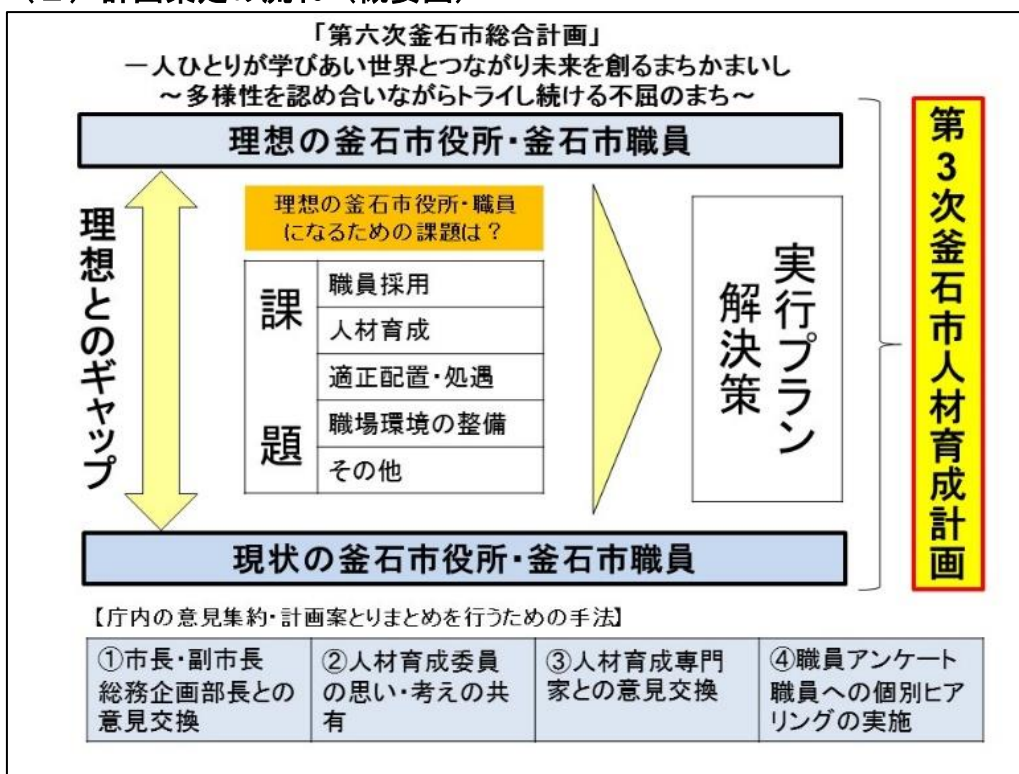 「第六次釜石市総合計画」
一人ひとりが学びあい世界とつながり未来を創るまちかまいし
～多様性を認め合いながらトライし続ける不屈のまち～
理想の釜石市役所・釜石市職員
理想とのギャップ
理想の釜石市役所・職員
になるための課題は？
課題
職員採用
人材育成
適正配置・処遇
職場環境の整備
その他
実行プラン
解決策
第３次釜石市人材育成計画
現状の釜石市役所・釜石市職員
【庁内の意見集約・計画案とりまとめを行うための手法】
①市長・副市長
総務企画部長との
意見交換
②人材育成委員
の思い・考えの共
有
③人材育成専門
家との意見交換
④職員アンケート
職員への個別ヒア
リングの実施